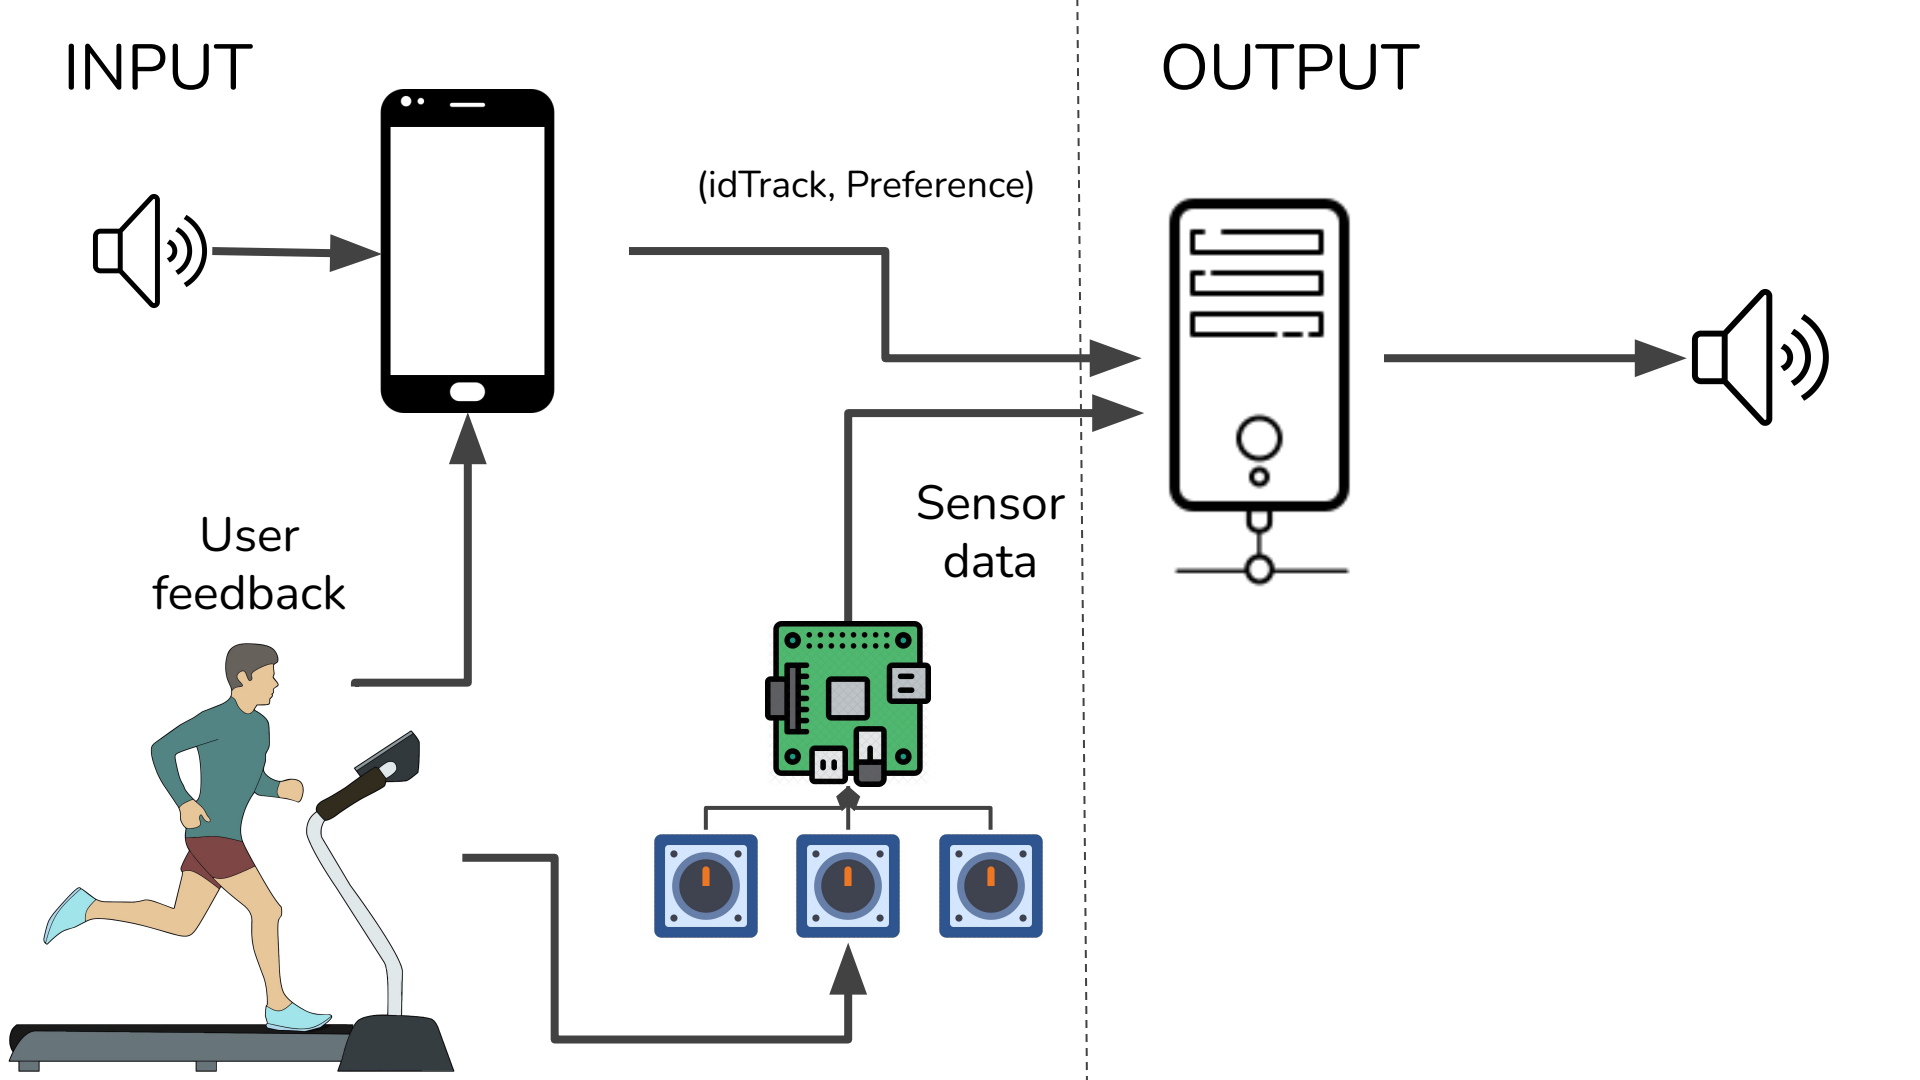 INPUT
OUTPUT
(idTrack, Preference)
Sensor
data
User
feedback